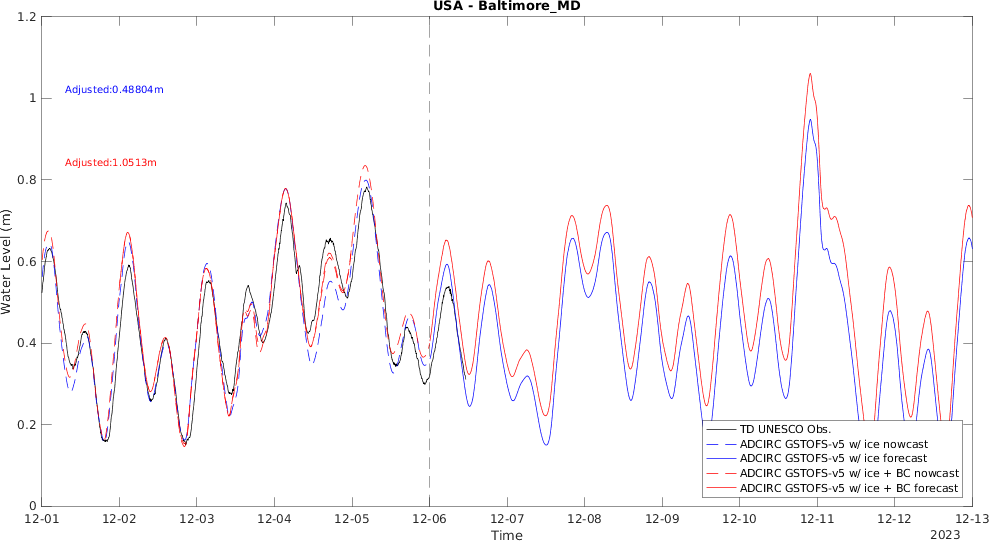 USA - Baltimore_MD
1.2
1
0.8
0.6
0.4
0.2
0
Water Level (m)
Adjusted:0.48804m
Adjusted:1.0513m
TD UNESCO Obs.
ADCIRC GSTOFS-v5 w/ ice nowcast
ADCIRC GSTOFS-v5 w/ ice forecast
ADCIRC GSTOFS-v5 w/ ice + BC nowcast
ADCIRC GSTOFS-v5 w/ ice + BC forecast
12-01 12-02 12-03 12-04 12-05 12-06 12-07 12-08 12-09 12-10 12-11 12-12 12-13
Time
2023